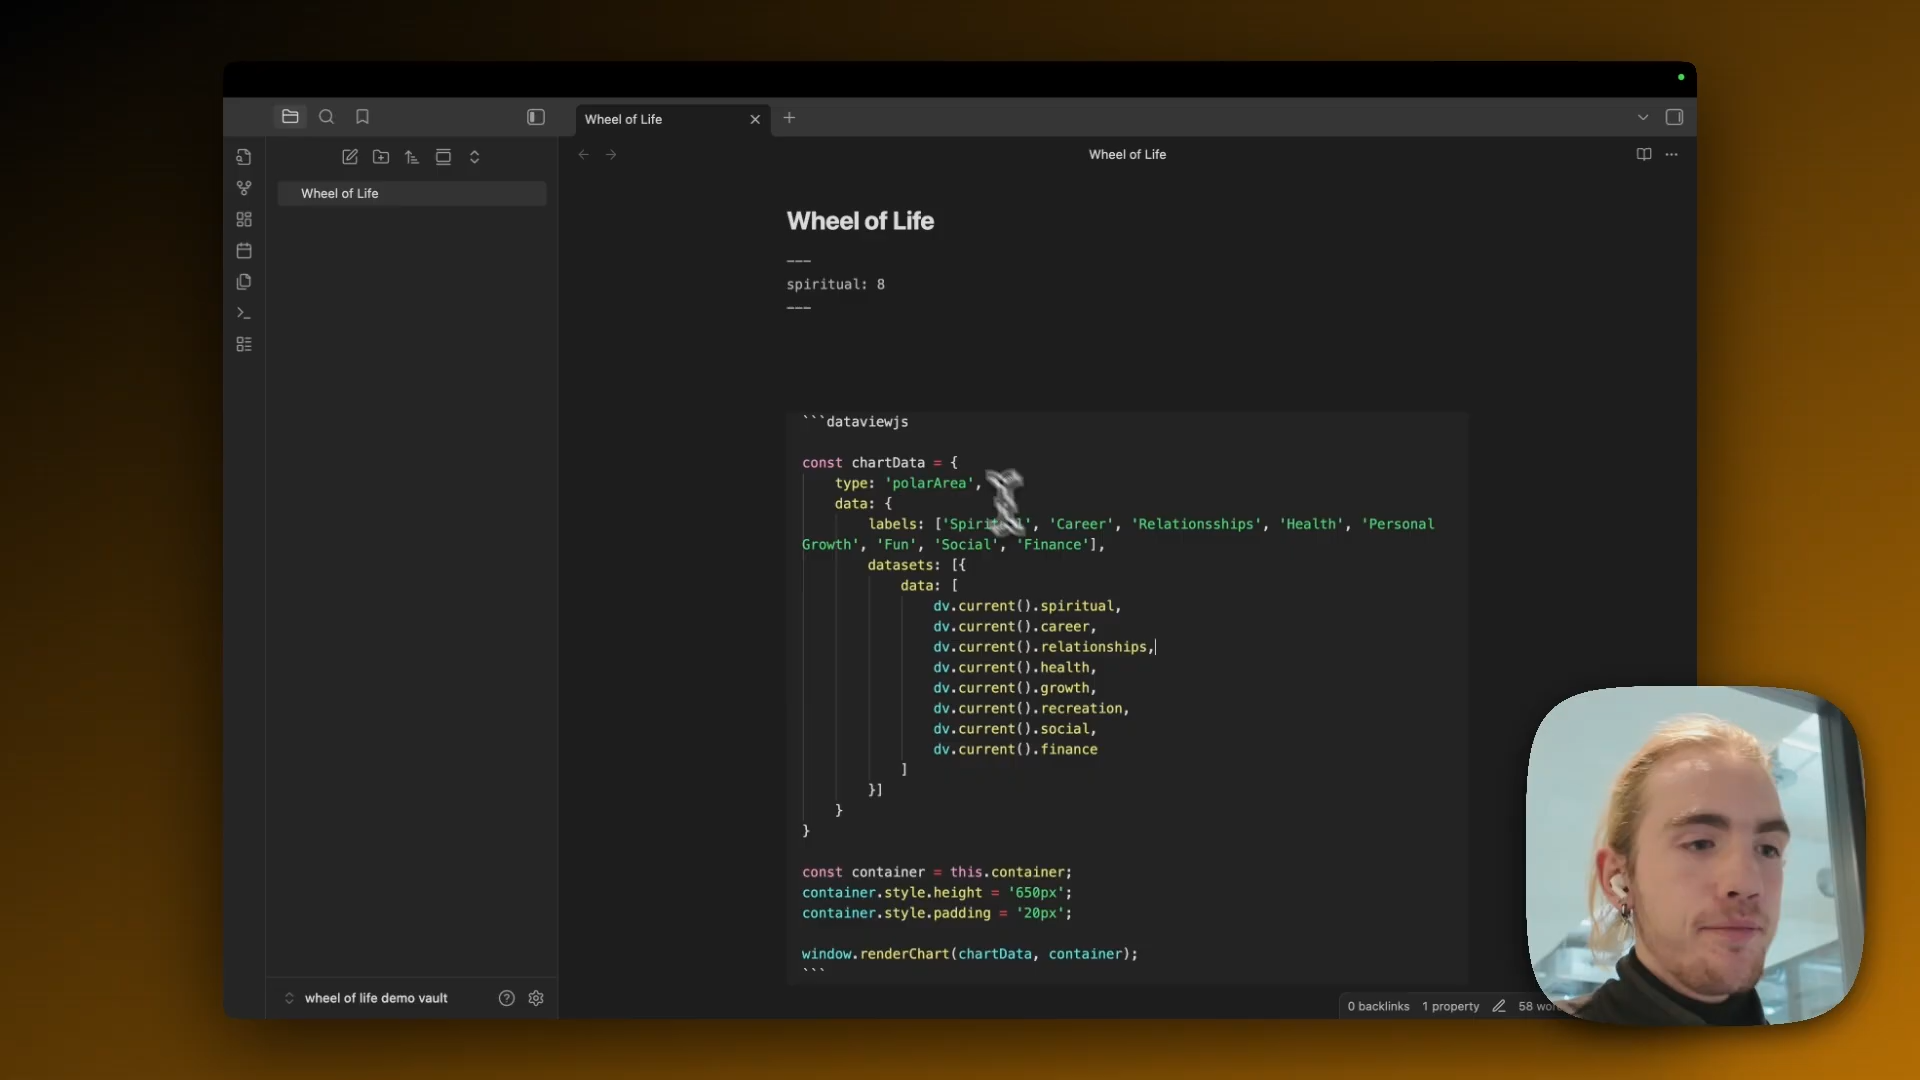 Wheel of Life
Wheel of Life
Wheel of Life
Wheel of Life
---
spiritual: 8
---
```dataviewjs
const chartData = {
type: 'polarArea',
data: {
labels: ['Spiritual', 'Career', 'Relationsships', 'Health', 'Personal
Growth', 'Fun', 'Social', 'Finance'],
datasets: [{
data: [
dv.current().spiritual,
dv.current().career,
dv.current().relationships,
dv.current().health,
dv.current().growth,
dv.current().recreation,
dv.current().social,
dv.current().finance
]
}]
}
}
const container = this.container;
container.style.height = '650px';
container.style.padding = '20px';
window.renderChart(chartData, container);
```
wheel of life demo vault
0 backlinks 1 property 58